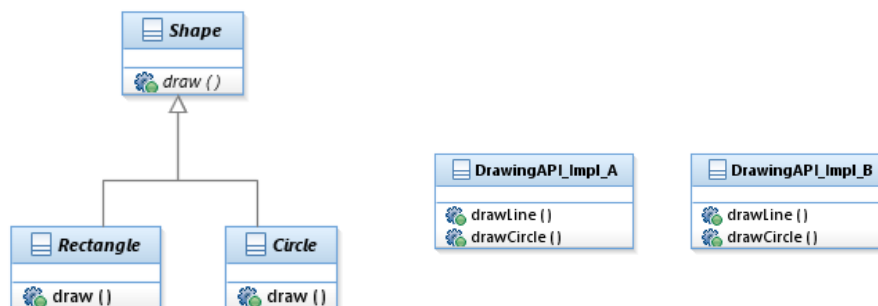 Shape
draw ()
DrawingAPI_Impl_A
drawLine ()
drawCircle ()
DrawingAPI_Impl_B
drawLine ()
drawCircle ()
Rectangle
draw ()
Circle
draw ()